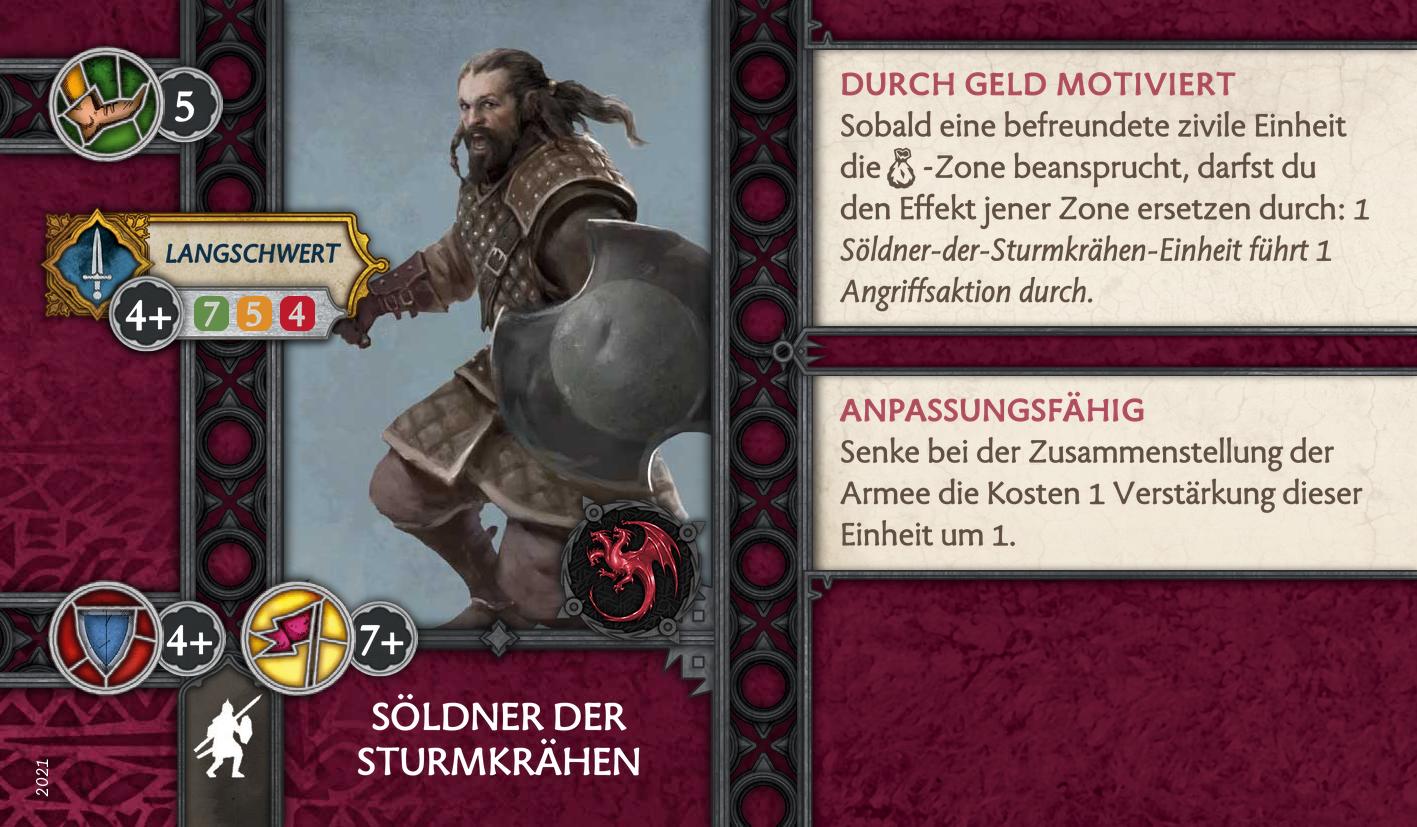 5
LANGSCHWERT
4+ 7 5 4
4+ 7+
SÖLDNER DER
STURMKRÄHEN
2021
DURCH GELD MOTIVIERT
Sobald eine befreundete zivile Einheit
die -Zone beansprucht, darfst du
den Effekt jener Zone ersetzen durch: 1
Söldner-der-Sturmkrähen-Einheit führt 1
Angriffsaktion durch.
ANPASSUNGSFÄHIG
Senke bei der Zusammenstellung der
Armee die Kosten 1 Verstärkung dieser
Einheit um 1.